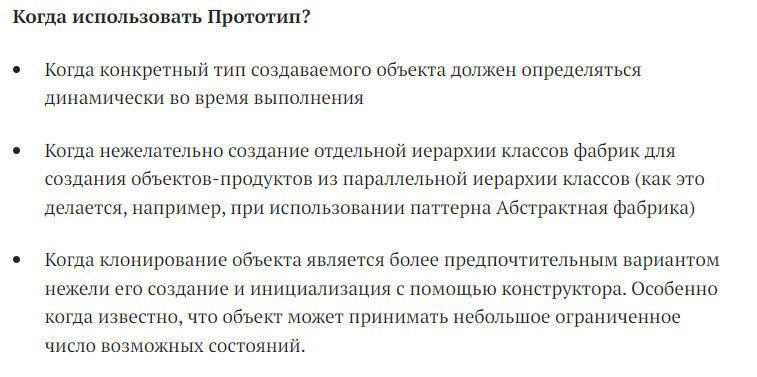 Когда использовать Прототип?
Когда конкретный тип создаваемого объекта должен определяться
динамически во время выполнения
Когда нежелательно создание отдельной иерархии классов фабрик для
создания объектов-продуктов из параллельной иерархии классов (как это
делается, например, при использовании паттерна Абстрактная фабрика)
Когда клонирование объекта является более предпочтительным вариантом
нежели его создание и инициализация с помощью конструктора. Особенно
когда известно, что объект может принимать небольшое ограниченное
число возможных состояний.